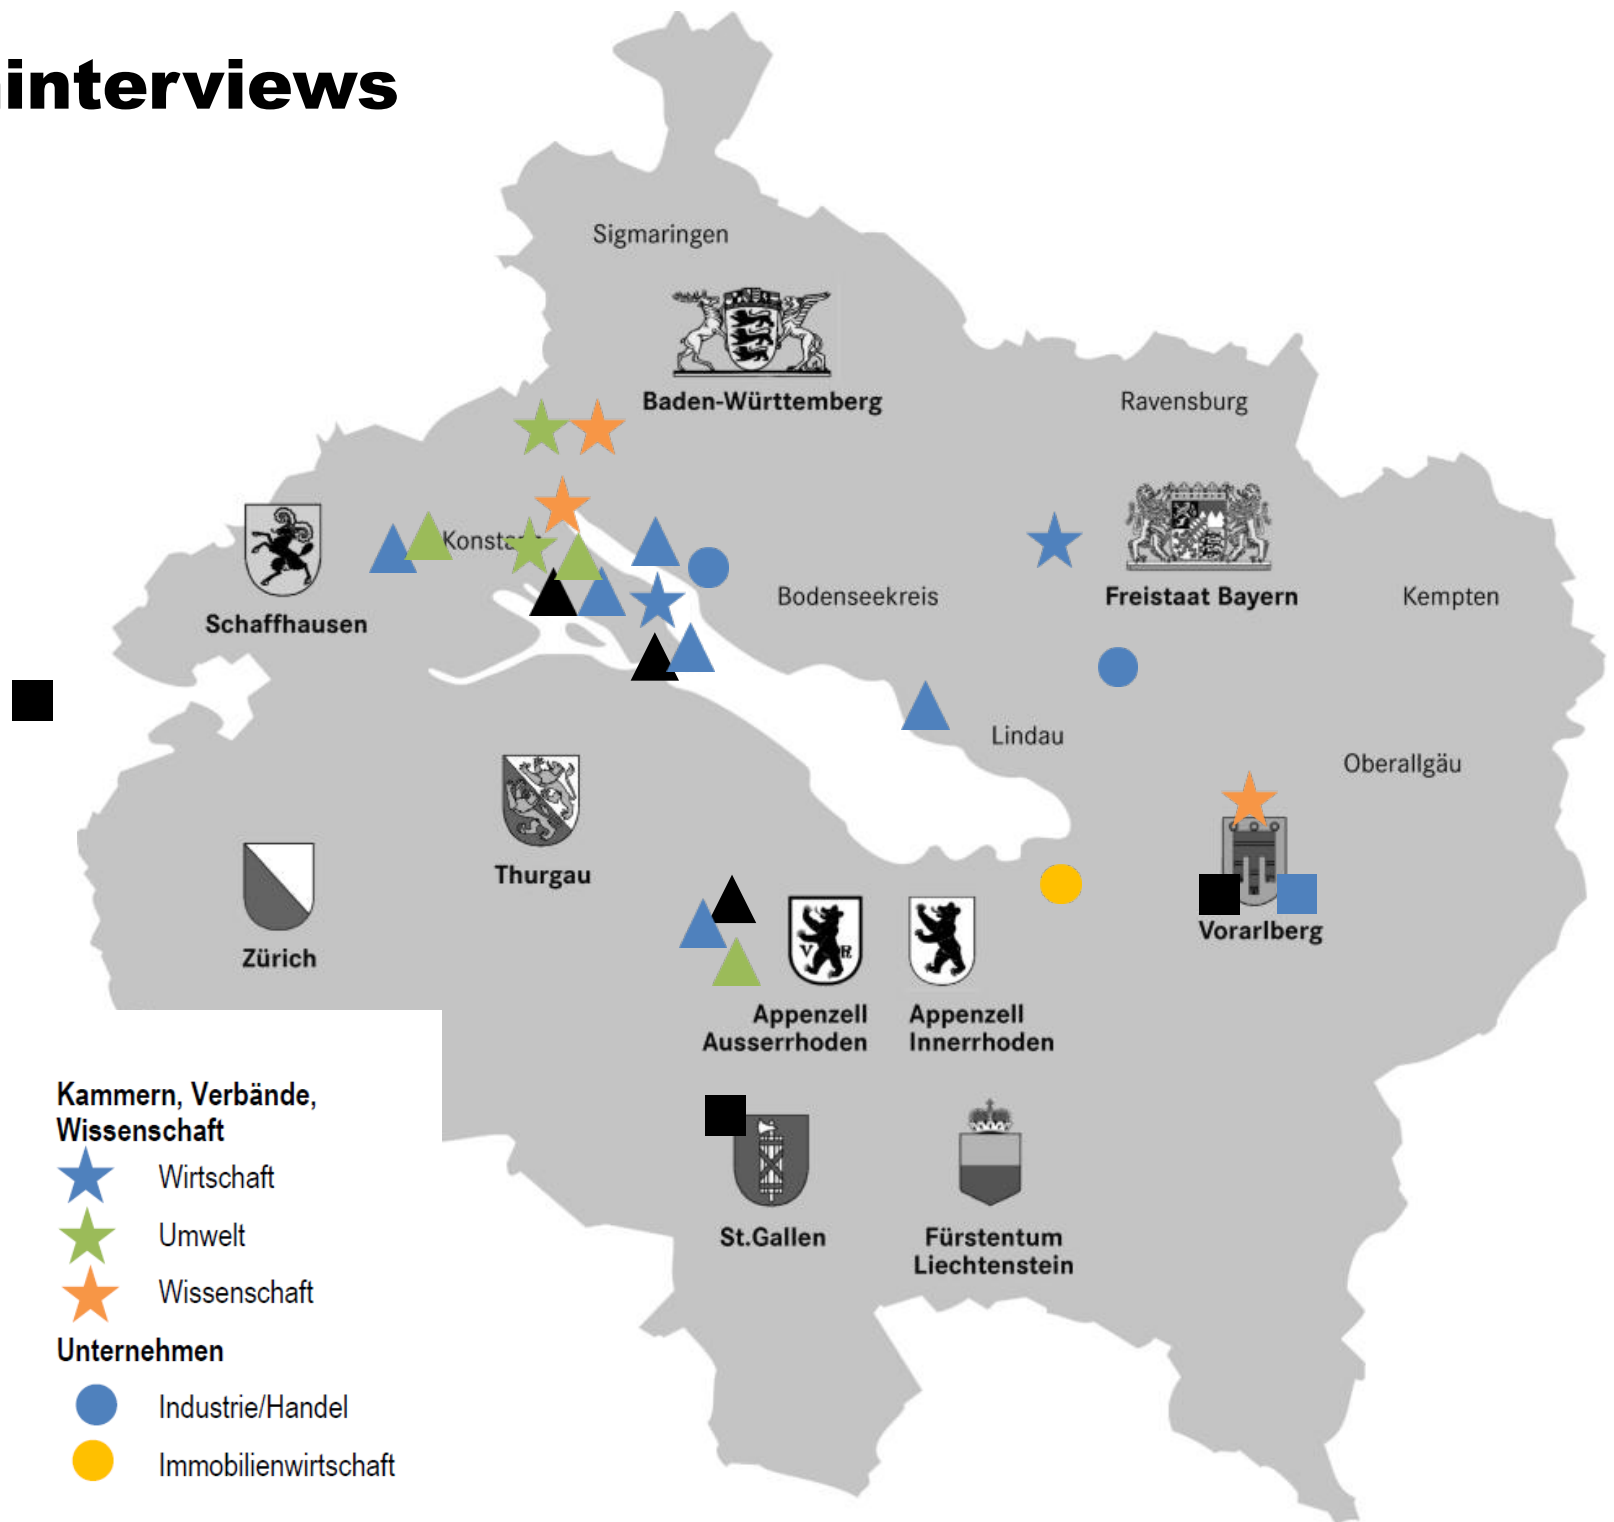 interviews
Sigmaringen
Baden-Württemberg
Ravensburg
Konstanz
Schaffhausen
Bodenseekreis
Freistaat Bayern
Kempten
Lindau
Oberallgäu
Thurgau
Zürich
Vorarlberg
V R
Appenzell
Ausserrhoden
Appenzell
Innerrhoden
St.Gallen
Fürstentum
Liechtenstein
Kammern, Verbände,
Wissenschaft
Wirtschaft
Umwelt
Wissenschaft
Unternehmen
Industrie/Handel
Immobilienwirtschaft